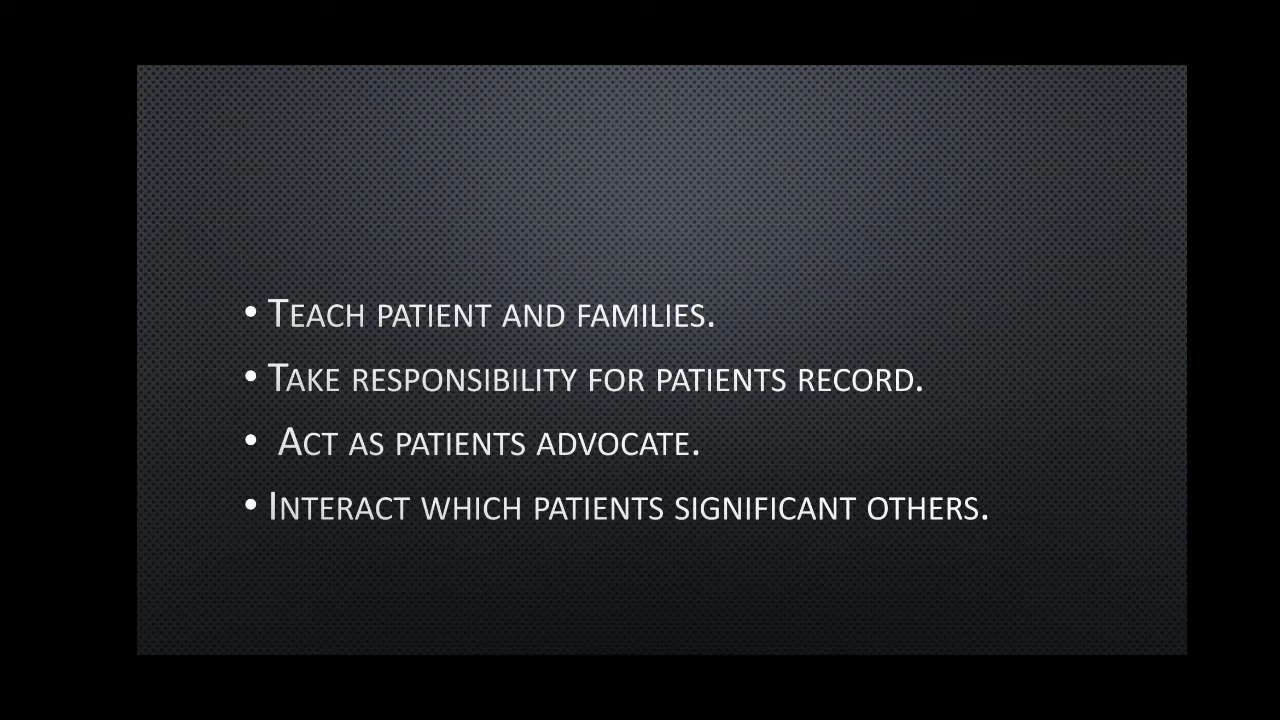 • Teach patient and families.
• Take responsibility for patients record.
• Act as patients advocate.
• Interact which patients significant others.